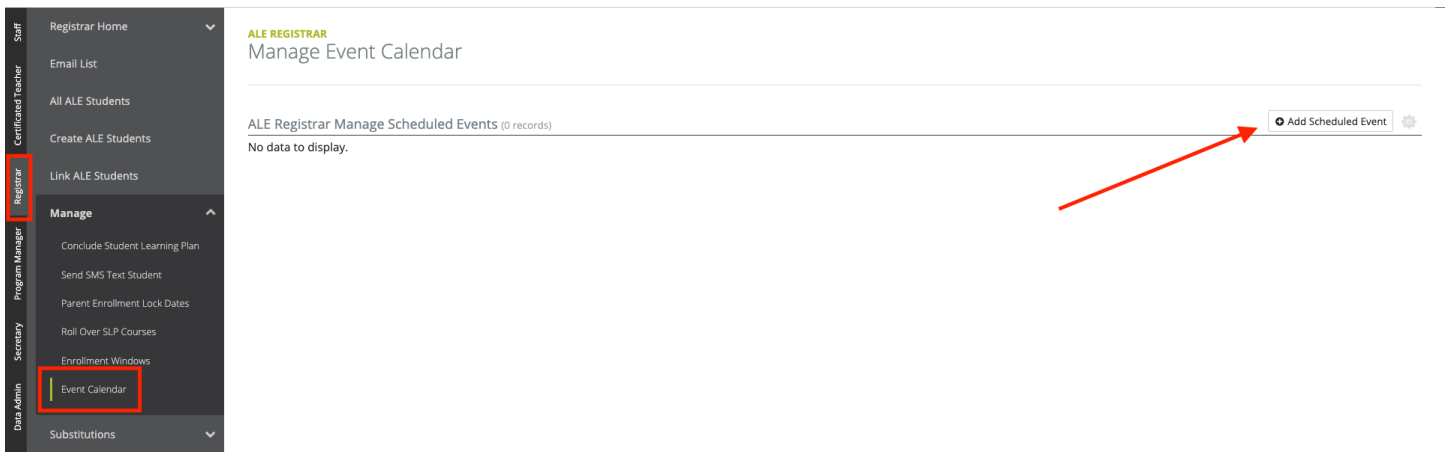 Staff
Certificated Teacher
Registrar
Program Manager
Secretary
Data Admin
Registrar Home
Email List
All ALE Students
Create ALE Students
Link ALE Students
Manage
Conclude Student Learning Plan
Send SMS Text Student
Parent Enrollment Lock Dates
Roll Over SLP Courses
Enrollment Windows
Event Calendar
Substitutions
ALE REGISTRAR
Manage Event Calendar
ALE Registrar Manage Scheduled Events (0 records)
Add Scheduled Event
No data to display.